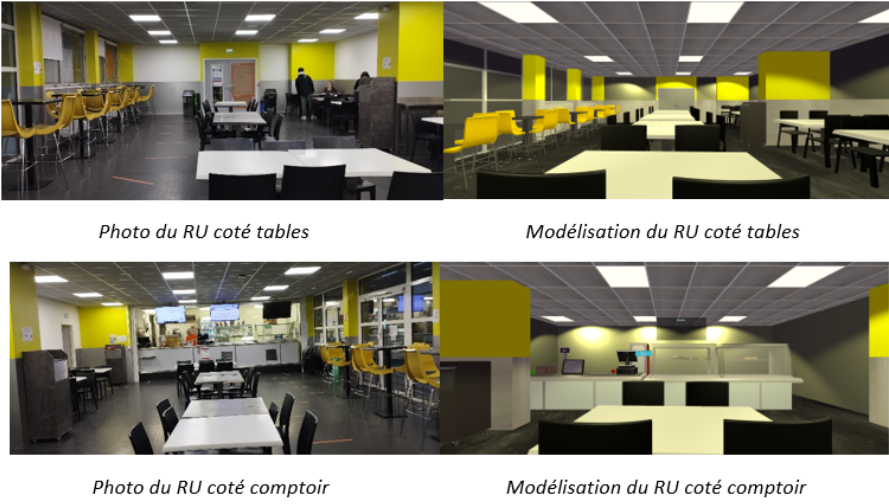 Photo du RU coté tables
Modélisation du RU coté tables
Photo du RU coté comptoir
Modélisation du RU coté comptoir